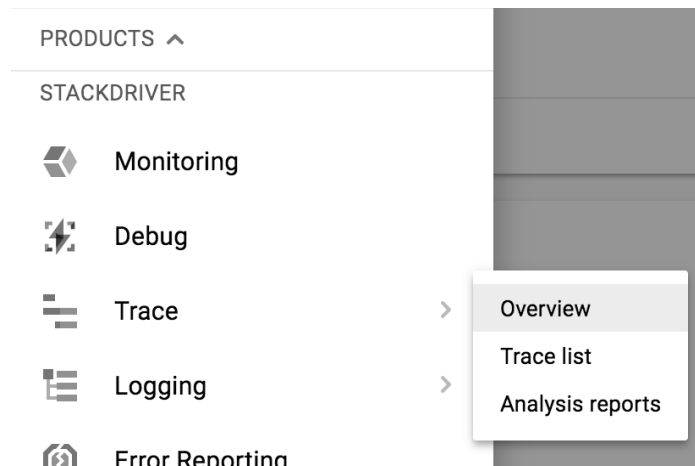 PRODUCTS
STACKDRIVER
Monitoring
Debug
Trace
Logging
Error Reporting
Overview
Trace list
Analysis reports